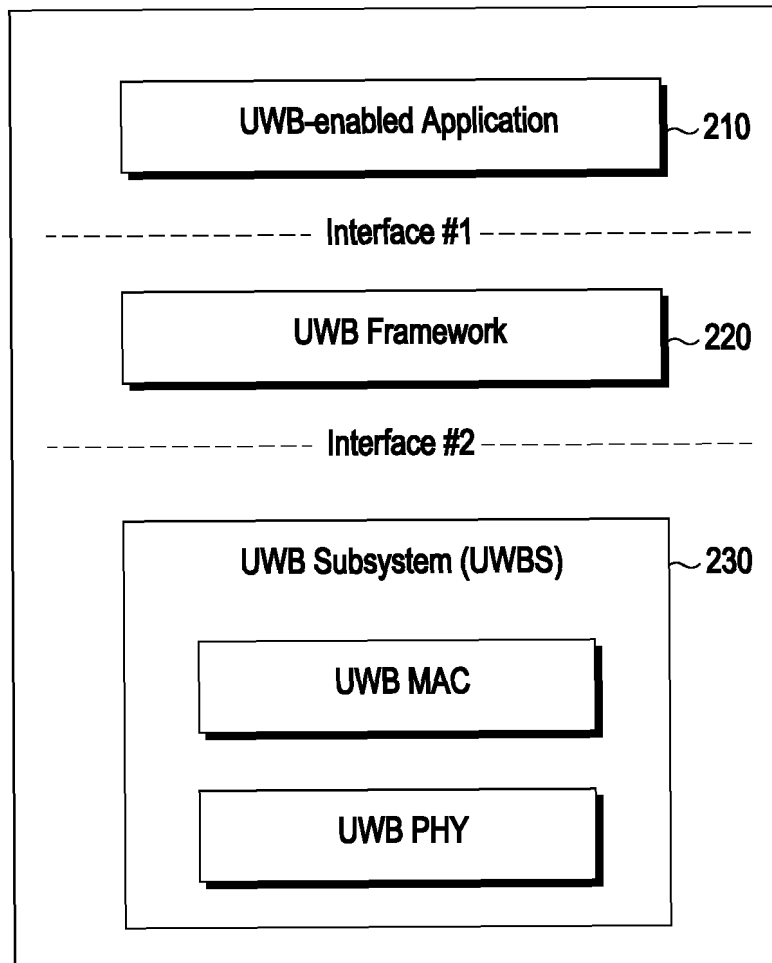 UWB-enabled Application
210
Interface #1
UWB Framework
220
Interface #2
UWB Subsystem (UWBS)
230
UWB MAC
UWB PHY